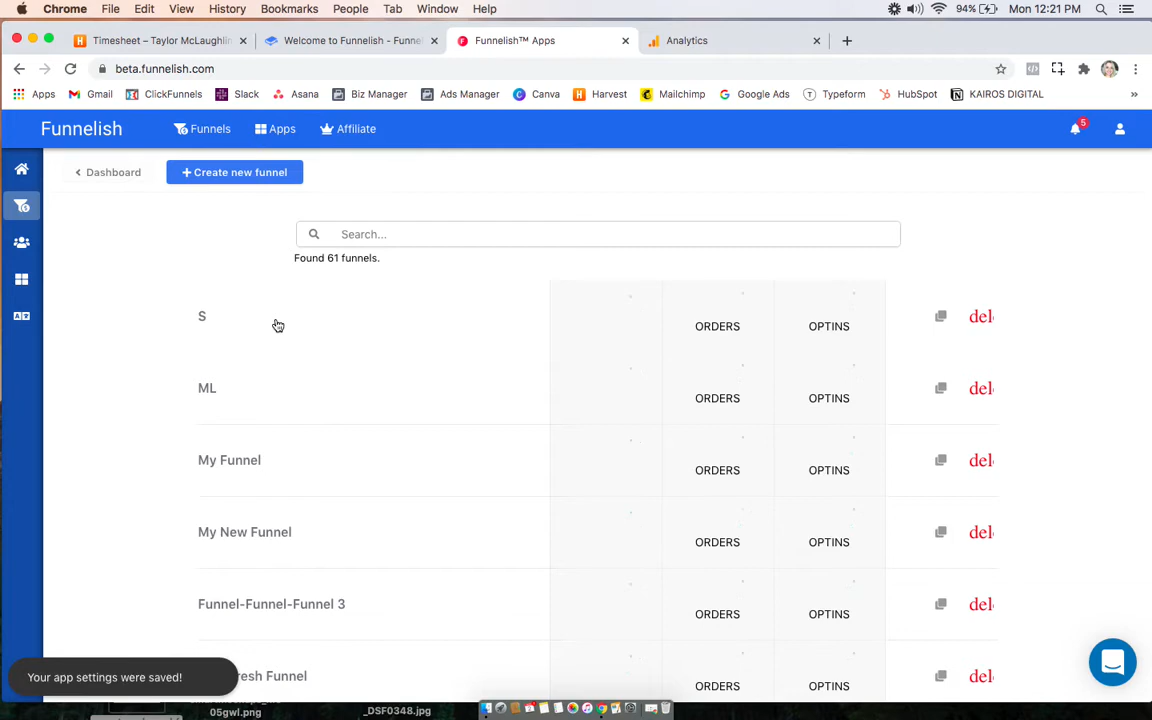 Chrome File Edit View History Bookmarks People Tab Window Help 94% Mon 12:21 PM
Timesheet – Taylor McLaughlin Welcome to Funnelish - Funne Funnelish™ Apps Analytics
beta.funnelish.com
Apps Gmail ClickFunnels Slack Asana Biz Manager Ads Manager Canva Harvest Mailchimp Google Ads Typeform HubSpot KAIROS DIGITAL »
Funnelish Funnels Apps Affiliate 5
Dashboard + Create new funnel
Search...
Found 61 funnels.
S ORDERS OPTINS del
ML ORDERS OPTINS del
My Funnel ORDERS OPTINS del
My New Funnel ORDERS OPTINS del
Funnel-Funnel-Funnel 3 ORDERS OPTINS del
resh Funnel ORDERS OPTINS del
Your app settings were saved!
05gwl.png _DSF0348.jpg